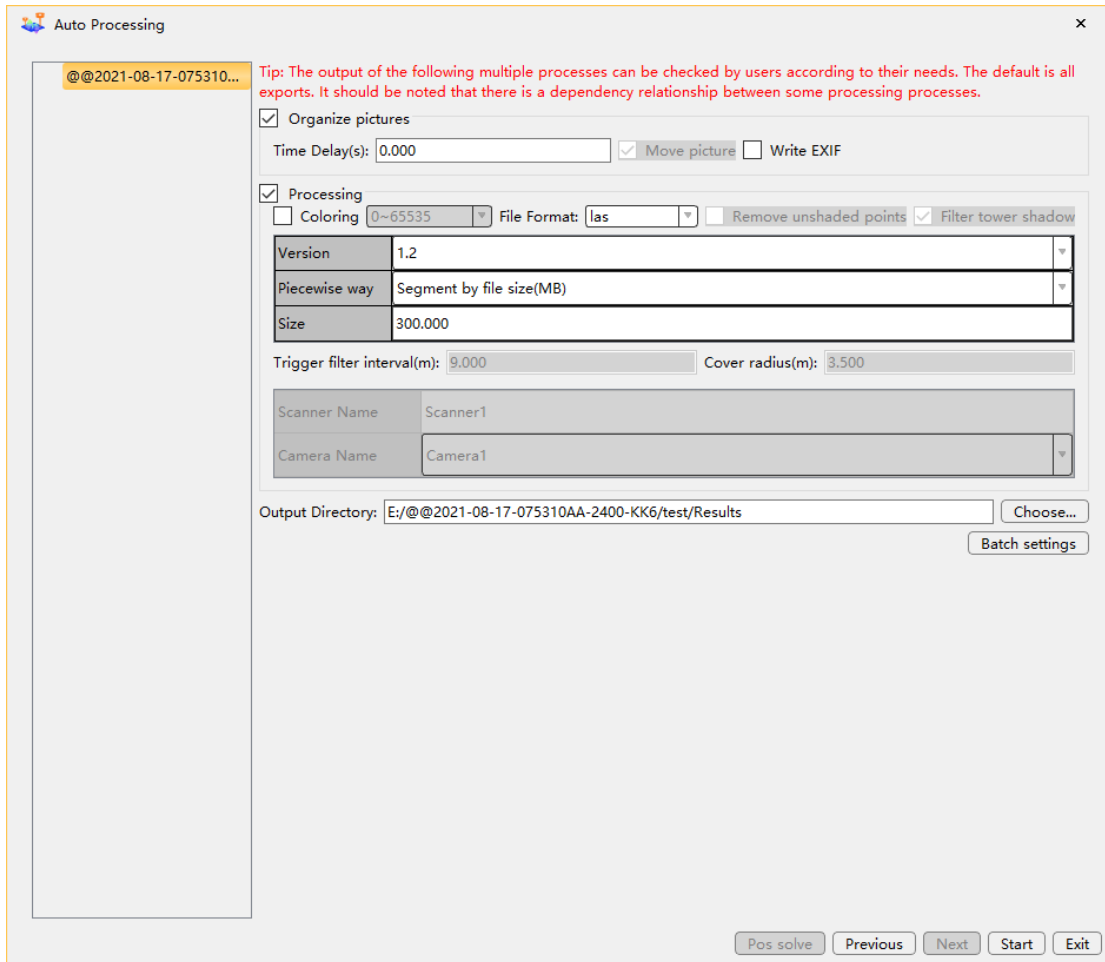 Auto Processing
@@2021-08-17-075310...
Tip: The output of the following multiple processes can be checked by users according to their needs. The default is all
exports. It should be noted that there is a dependency relationship between some processing processes.
Organize pictures
Time Delay(s): 0.000 Move picture Write EXIF
Processing
Coloring 0~65535 File Format: las Remove unshaded points Filter tower shadow
Version 1.2
Piecewise way Segment by file size(MB)
Size 300.000
Trigger filter interval(m): 9.000 Cover radius(m): 3.500
Scanner Name Scanner1
Camera Name Camera1
Output Directory: E:/@@2021-08-17-075310AA-2400-KK6/test/Results Choose...
Batch settings
Pos solve Previous Next Start Exit